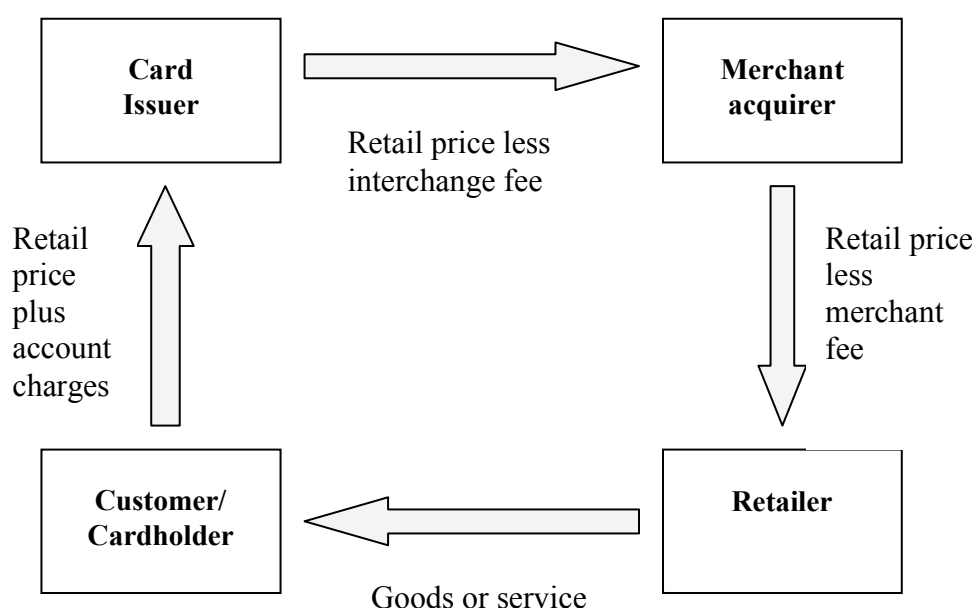 Card
Issuer
Merchant
acquirer
Retail price less
interchange fee
Retail
price
plus
account
charges
Retail price
less
merchant
fee
Customer/
Cardholder
Retailer
Goods or service